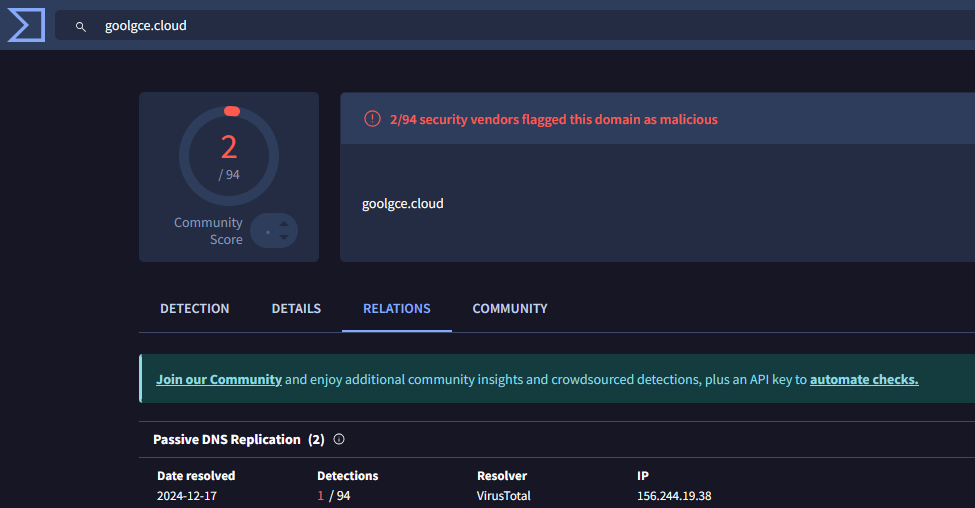 goolgce.cloud
2
/ 94
Community
Score
2/94 security vendors flagged this domain as malicious
goolgce.cloud
DETECTION DETAILS RELATIONS COMMUNITY
Join our Community and enjoy additional community insights and crowdsourced detections, plus an API key to automate checks.
Passive DNS Replication (2)
Date resolved Detections Resolver IP
2024-12-17 1 / 94 VirusTotal 156.244.19.38